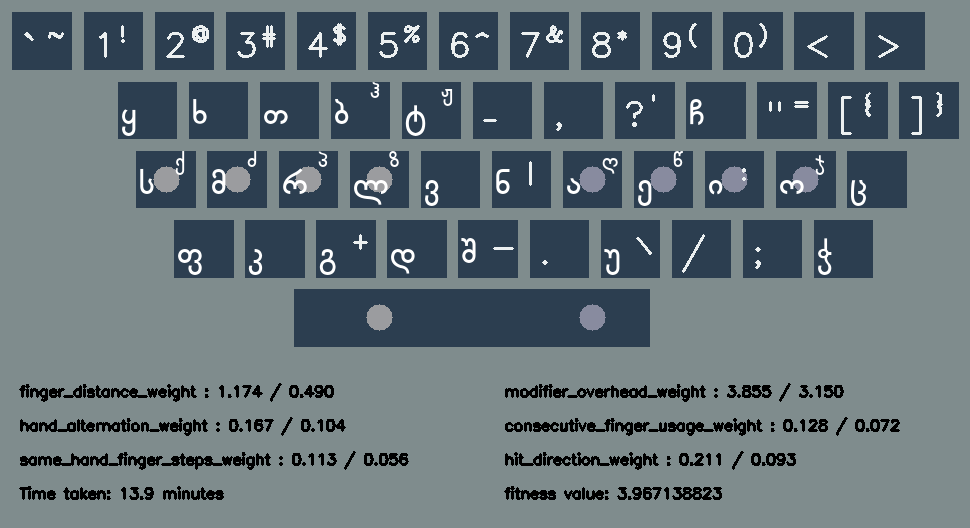 ` ~ 1 ! 2 @ 3 # 4 $ 5 % 6 ^ 7 & 8 * 9 ( 0 ) < >
ყ ხ თ ბ ჰ ტ ჟ _ , ? ' ჩ " = [ { ] }
ს ქ მ ძ რ პ ლ ზ ვ ნ | ა ღ ე წ ი : ო ჯ ც
ფ კ გ + დ შ — . უ \ / ; ჭ
finger_distance_weight : 1.174 / 0.490
modifier_overhead_weight : 3.855 / 3.150
hand_alternation_weight : 0.167 / 0.104
consecutive_finger_usage_weight : 0.128 / 0.072
same_hand_finger_steps_weight : 0.113 / 0.056
hit_direction_weight : 0.211 / 0.093
Time taken: 13.9 minutes
fitness value: 3.967138823